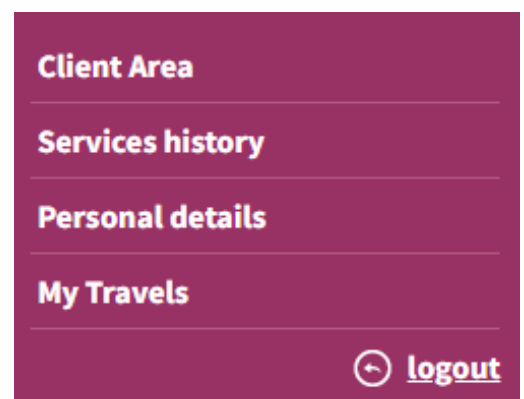 Client Area
Services history
Personal details
My Travels
logout